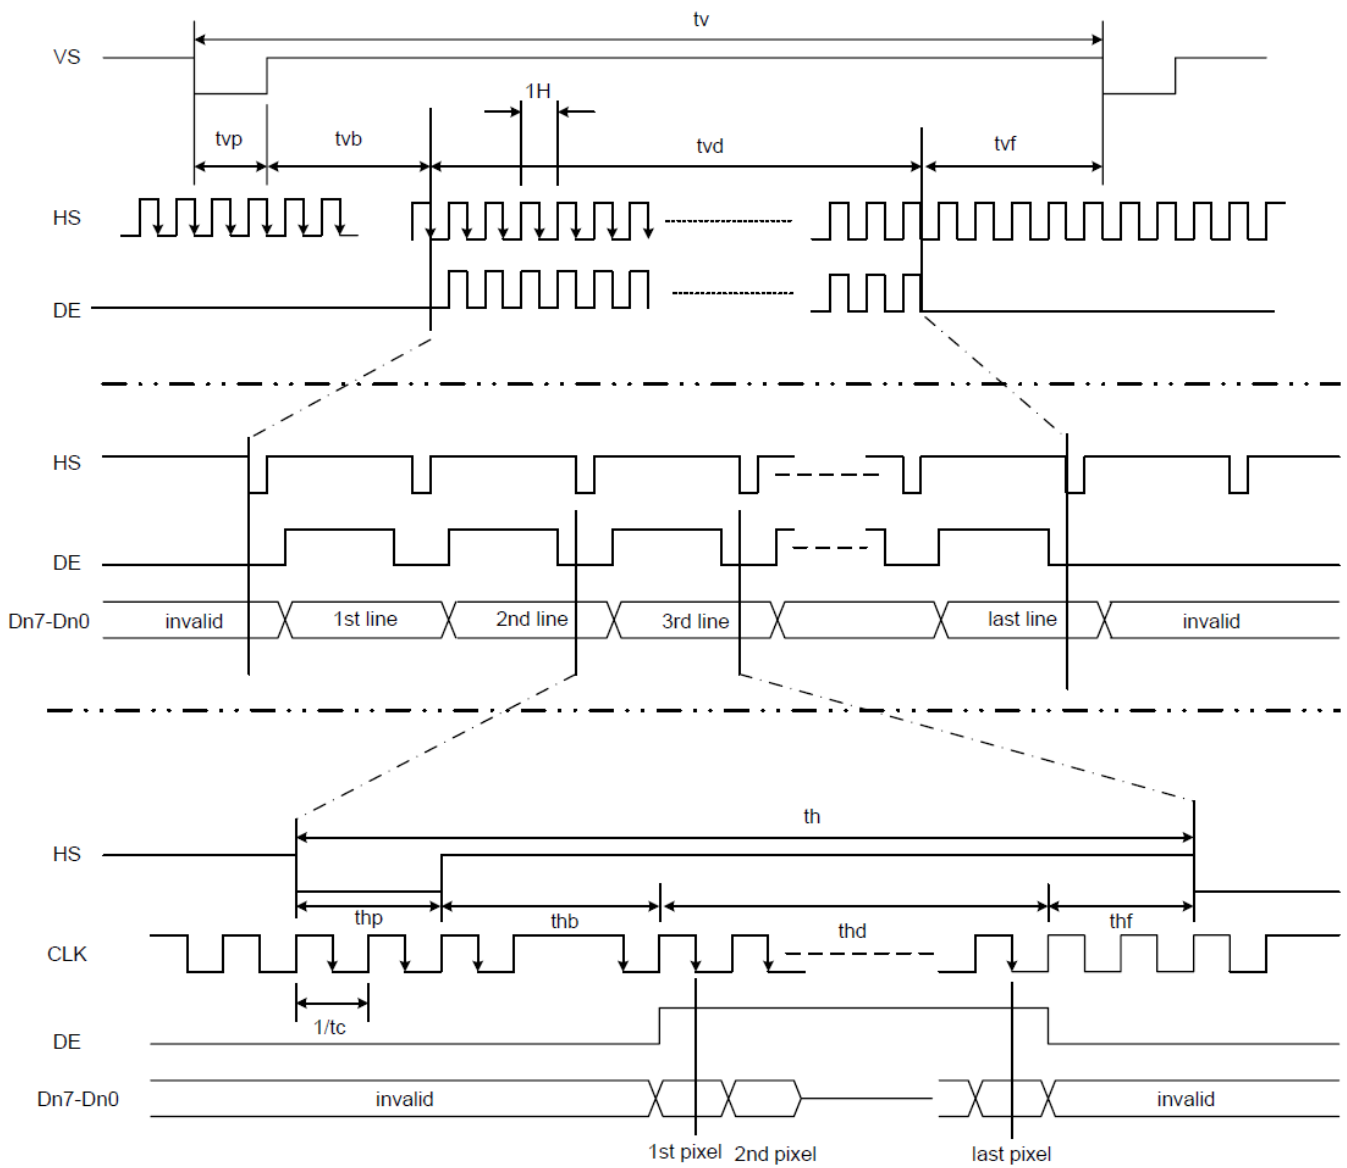 tv
VS
1H
tvp
tvb
tvd
tvf
HS
DE
HS
DE
Dn7-Dn0
invalid
1st line
2nd line
3rd line
last line
invalid
th
HS
thp
thb
thd
thf
CLK
1/tc
DE
Dn7-Dn0
invalid
invalid
1st pixel
2nd pixel
last pixel